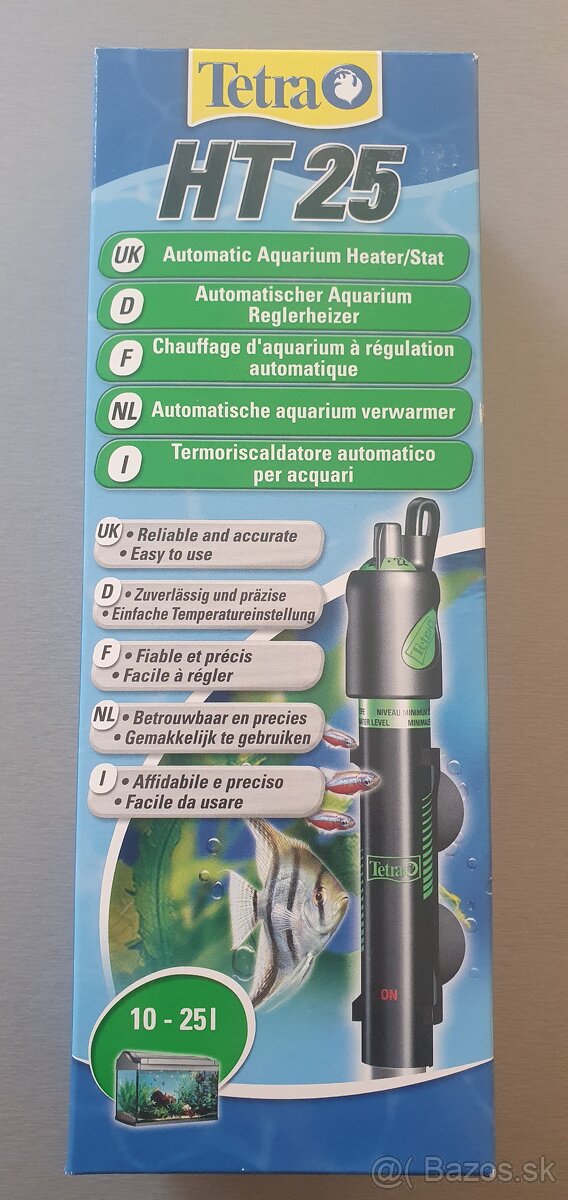 Tetra
HT 25
UK Automatic Aquarium Heater/Stat
D Automatischer Aquarium
Reglerheizer
F Chauffage d'aquarium à régulation
automatique
NL Automatische aquarium verwarmer
I Termoriscaldatore automatico
per acquari
UK • Reliable and accurate
• Easy to use
D • Zuverlässig und präzise
• Einfache Temperatureinstellung
F • Fiable et précis
• Facile à régler
NL • Betrouwbaar en precies
• Gemakkelijk te gebruiken
I • Affidabile e preciso
• Facile da usare
Tetra
NIVEAU MINIMUM
LEVEL
Tetra
ON
10 - 25 l
@( Bazos.sk